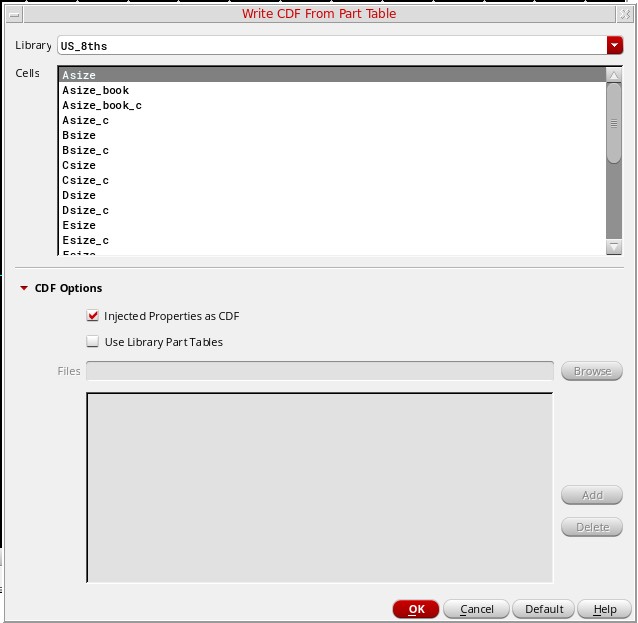 Write CDF From Part Table
Library US_8ths
Cells
Asize
Asize_book
Asize_book_c
Asize_c
Bsize
Bsize_c
Csize
Csize_c
Dsize
Dsize_c
Esize
Esize_c
CDF Options
Injected Properties as CDF
Use Library Part Tables
Files Browse
Add
Delete
OK Cancel Default Help